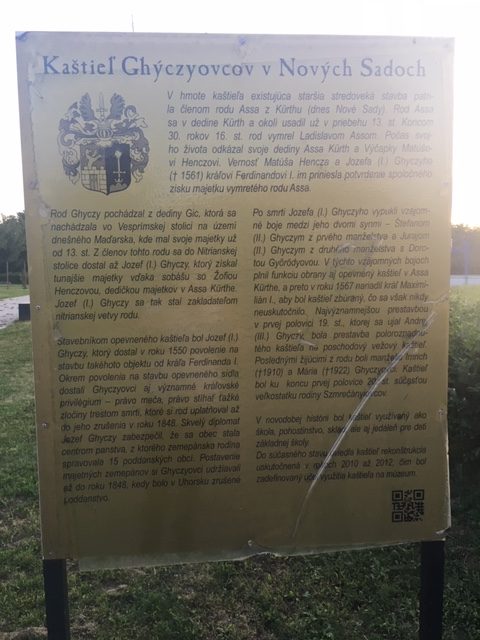 Kaštieľ Ghýczyovcov v Nových Sadoch
V hmote kaštieľa existujúca staršia stredoveká stavba patri-
la členom rodu Assa z Kürthu (dnes Nové Sady). Rod Assa
sa v dedine Kürth a okolí usadil už v priebehu 13. st. Koncom
30. rokov 16. st. rod vymrel Ladislavom Assom. Počas svoj-
ho života odkázal svoje dediny Assa Kürth a Výčapky Matúšo-
vi Henczovi. Vernosť Matúša Hencza a Jozefa (I.) Ghyczyho
(† 1561) kráľovi Ferdinandovi I. im priniesla potvrdenie spoločného
zisku majetku vymretého rodu Assa.
Rod Ghyczy pochádzal z dediny Gic, ktorá sa
nachádzala vo Vesprímskej stolici na území
dnešného Maďarska, kde mal svoje majetky už
od 13. st. Z členov tohto rodu sa do Nitrianskej
stolice dostal až Jozef (I.) Ghyczy, ktorý získal
tunajšie majetky vďaka sobášu so Žofiou
Henczovou, dedičkou majetkov v Assa Kürthe.
Jozef (I.) Ghyczy sa tak stal zakladateľom
nitrianskej vetvy rodu.
Stavebníkom opevneného kaštieľa bol Jozef (I.)
Ghyczy, ktorý dostal v roku 1550 povolenie na
stavbu takéhoto objektu od kráľa Ferdinanda I.
Okrem povolenia na stavbu opevneného sídla
dostali Ghyczyovci aj významné kráľovské
privilégium – právo meča, právo stíhať ťažké
zločiny trestom smrti, ktoré si rod uplatňoval až
do jeho zrušenia v roku 1848. Skvelý diplomat
Jozef Ghyczy zabezpečil, že sa obec stala
centrom panstva, z ktorého zemepánska rodina
spravovala 15 poddanských obcí. Postavenie
majetných zemepánov si Ghyczyovci udržiavali
až do roku 1848, kedy bolo v Uhorsku zrušené
poddanstvo.
Po smrti Jozefa (I.) Ghyczyho vypukli vzájom-
né boje medzi jeho dvomi synmi – Štefanom
(II.) Ghyczym z prvého manželstva a Jurajom
(II.) Ghyczym z druhého manželstva s Doro-
tou Győrödyovou. V týchto vzájomných bojoch
plnil funkciu obrany aj opevnený kaštieľ v Assa
Kürthe, a preto v roku 1567 nariadil kráľ Maximi-
lián I., aby bol kaštieľ zbúraný, čo sa však nikdy
neuskutočnilo. Najvýznamnejšou prestavbou
v prvej polovici 19. st., ktorej sa ujal Andrej
(III.) Ghyczy, bola prestavba poloroz­padnu-
tého kaštieľa na poschodový vežový kaštieľ.
Poslednými žijúcimi z rodu boli manželia Imrich
(†1910) a Mária (†1922) Ghyczyovci. Kaštieľ
bol ku koncu prvej polovice 20. st. súčasťou
veľkostatku rodiny Szmrecsányiovcov.
V novodobej histórii bol kaštieľ využívaný ako
škola, pohostinstvo, sklad, ale aj jedáleň pre deti
základnej školy.
Do súčasného stavu viedla kaštieľ rekonštrukcia
uskutočnená v rokoch 2010 až 2012, čím bol
zadefinovaný účel využitia kaštieľa na múzeum.